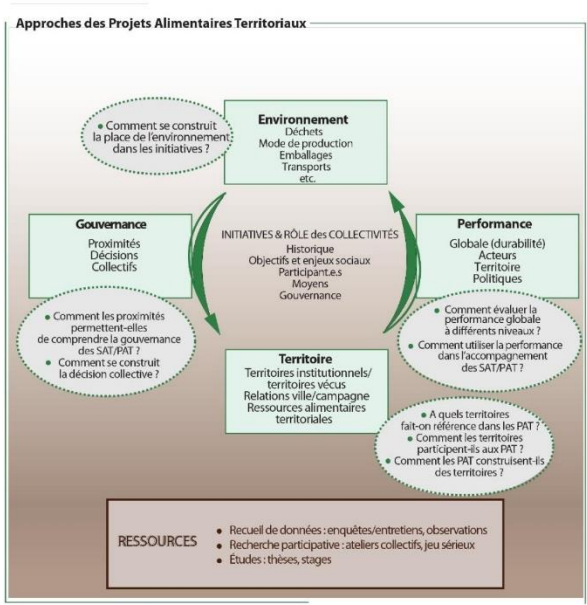 Approches des Projets Alimentaires Territoriaux
• Comment se construit
la place de l'environnement
dans les initiatives ?
Environnement
Déchets
Mode de production
Emballages
Transports
etc.
Gouvernance
Proximités
Décisions
Collectifs
INITIATIVES & RÔLE des COLLECTIVITÉS
Historique
Objectifs et enjeux sociaux
Participant.e.s
Moyens
Gouvernance
Performance
Globale (durabilité)
Acteurs
Territoire
Politiques
• Comment les proximités
permettent-elles
de comprendre la gouvernance
des SAT/PAT ?
• Comment se construit
la décision collective ?
• Comment évaluer la
performance globale
à différents niveaux ?
• Comment utiliser la performance
dans l'accompagnement
des SAT/PAT ?
Territoire
Territoires institutionnels/
territoires vécus
Relations ville/campagne
Ressources alimentaires
territoriales
• A quels territoires
fait-on référence dans les PAT ?
• Comment les territoires
participent-ils aux PAT ?
• Comment les PAT construisent-ils
des territoires ?
RESSOURCES
• Recueil de données : enquêtes/entretiens, observations
• Recherche participative : ateliers collectifs, jeu sérieux
• Études : thèses, stages